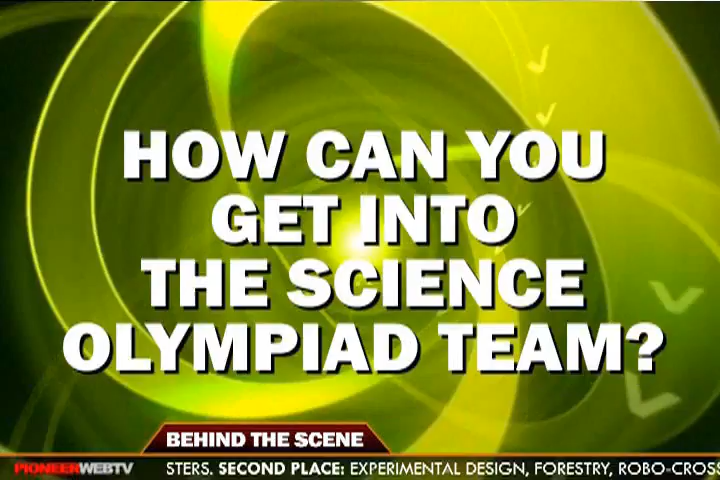 HOW CAN YOU
GET INTO
THE SCIENCE
OLYMPIAD TEAM?
BEHIND THE SCENE
PIONEERWEBTV
STERS. SECOND PLACE: EXPERIMENTAL DESIGN, FORESTRY, ROBO-CROSS